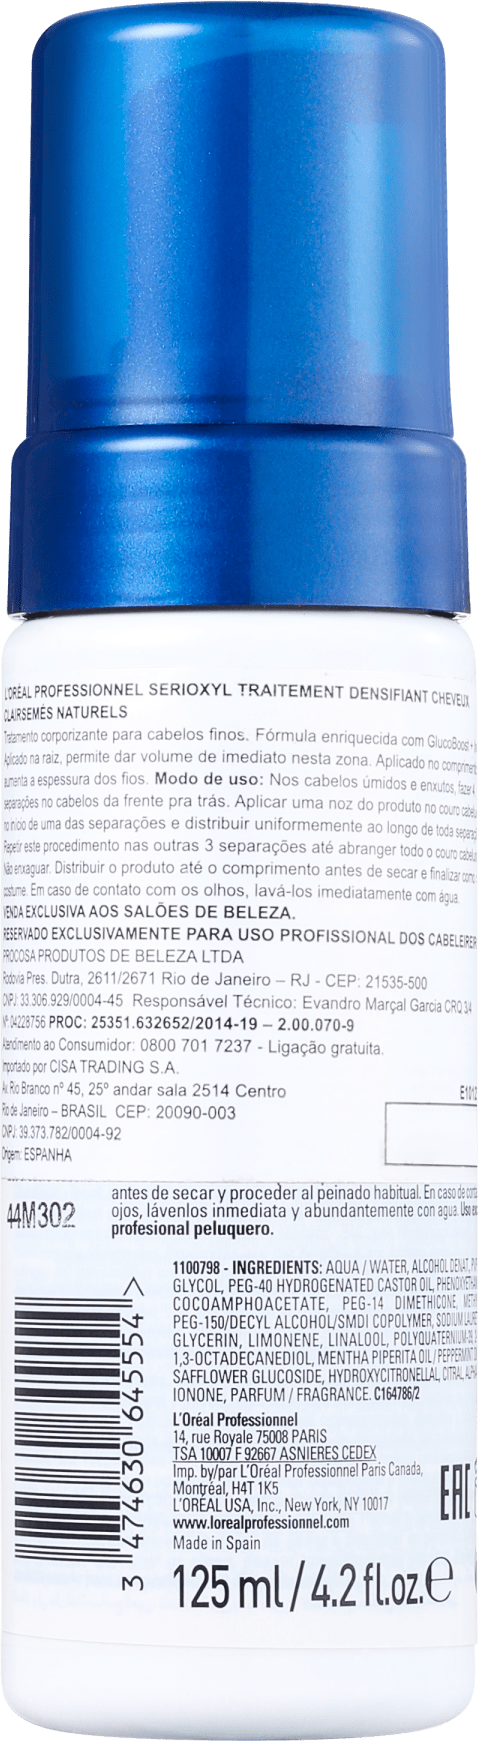 L'ORÉAL PROFESSIONNEL SERIOXYL TRAITEMENT DENSIFIANT CHEVEUX
CLAIRSEMÉS NATURELS
Tratamento corporizante para cabelos finos. Fórmula enriquecida com GlucoBoost +
Aplicado na raiz, permite dar volume de imediato nesta zona. Aplicado no comprimento
aumenta a espessura dos fios. Modo de uso: Nos cabelos úmidos e enxutos, fazer 4
separações no cabelos da frente pra trás. Aplicar uma noz do produto no couro
no início de uma das separações e distribuir uniformemente ao longo de toda
Repetir este procedimento nas outras 3 separações até abranger todo o couro
Não enxaguar. Distribuir o produto até o comprimento antes de secar e finalizar como
costume. Em caso de contato com os olhos, lavá-los imediatamente com água.
VENDA EXCLUSIVA AOS SALÕES DE BELEZA.
RESERVADO EXCLUSIVAMENTE PARA USO PROFISSIONAL DOS
PROCOSA PRODUTOS DE BELEZA LTDA
Rodovia Pres. Dutra, 2611/2671 Rio de Janeiro – RJ - CEP: 21535-500
CNPJ: 33.306.929/0004-45 Responsável Técnico: Evandro Marçal Garcia CRQ 3/4
Nº: 04228756 PROC: 25351.632652/2014-19 – 2.00.070-9
Atendimento ao Consumidor: 0800 701 7237 - Ligação gratuita.
Importado por CISA TRADING S.A.
Av. Rio Branco nº 45, 25º andar sala 2514 Centro
E1012
Rio de Janeiro – BRASIL CEP: 20090-003
CNPJ: 39.373.782/0004-92
Origem: ESPANHA
antes de secar y proceder al peinado habitual. En caso de
44M302
ojos, lávenlos inmediata y abundantemente con agua. Uso
profesional peluquero.
1100798 - INGREDIENTS: AQUA / WATER, ALCOHOL DENAT.,
GLYCOL, PEG-40 HYDROGENATED CASTOR OIL,
COCOAMPHOACETATE, PEG-14 DIMETHICONE,
PEG-150/DECYL ALCOHOL/SMDI COPOLYMER, SODIUM
GLYCERIN, LIMONENE, LINALOOL,
1,3-OCTADECANEDIOL, MENTHA PIPERITA OIL / PEPPERMINT
SAFFLOWER GLUCOSIDE, HYDROXYCITRONELLAL, CITRAL,
IONONE, PARFUM / FRAGRANCE. C164786/2
L'Oréal Professionnel
14, rue Royale 75008 PARIS
TSA 10007 F 92667 ASNIERES CEDEX
Imp. by/par L'Oréal Professionnel Paris Canada,
Montréal, H4T 1K5
L'ORÉAL USA, Inc., New York, NY 10017
www.lorealprofessionnel.com
Made in Spain
EAC
3 474630 645554 >
125 ml / 4.2 fl.oz. ℮